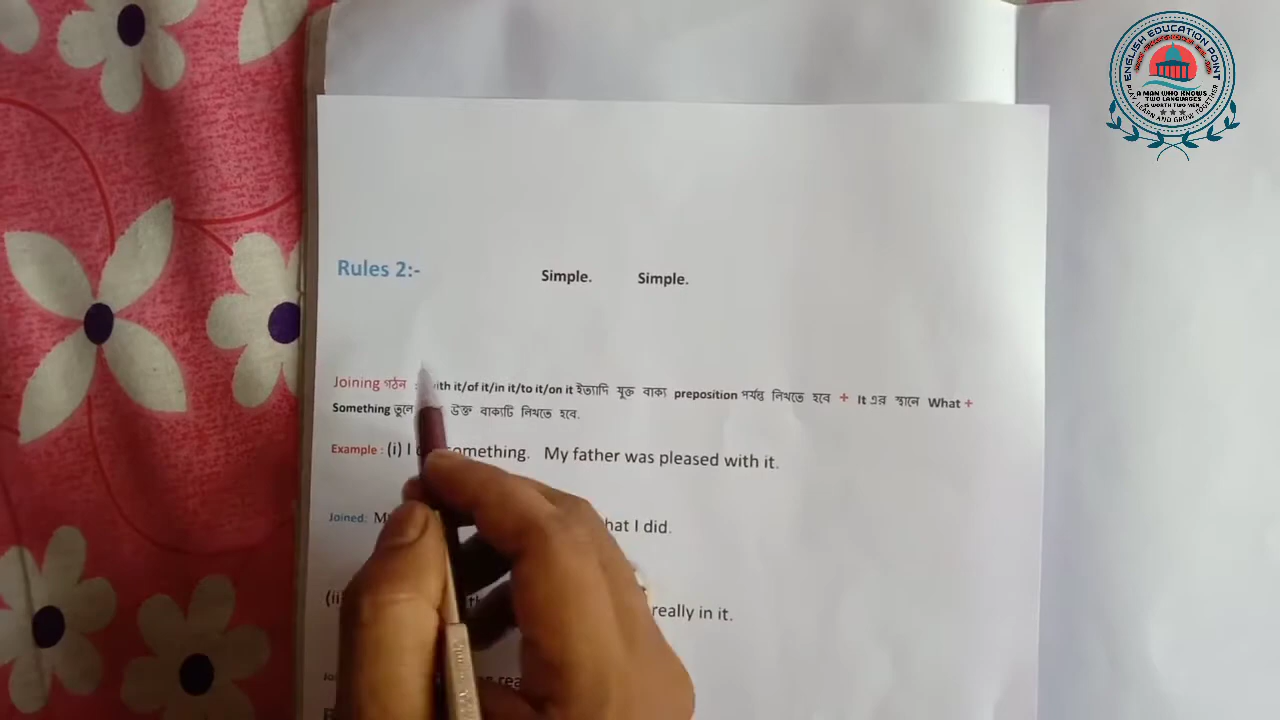 ENGLISH EDUCATION POINT
A MAN WHO KNOWS
TWO LANGUAGES
IS WORTH TWO MEN
PLAY, LEARN AND GROW TOGETHER
Rules 2:- Simple. Simple.
Joining গঠন : with it/of it/in it/to it/on it ইত্যাদি যুক্ত বাক্য preposition পর্যন্ত লিখতে হবে + It এর স্থানে What +
Something তুলে উক্ত বাক্যটি লিখতে হবে.
Example : (i) I something. My father was pleased with it.
Joined: hat I did.
(ii) really in it.